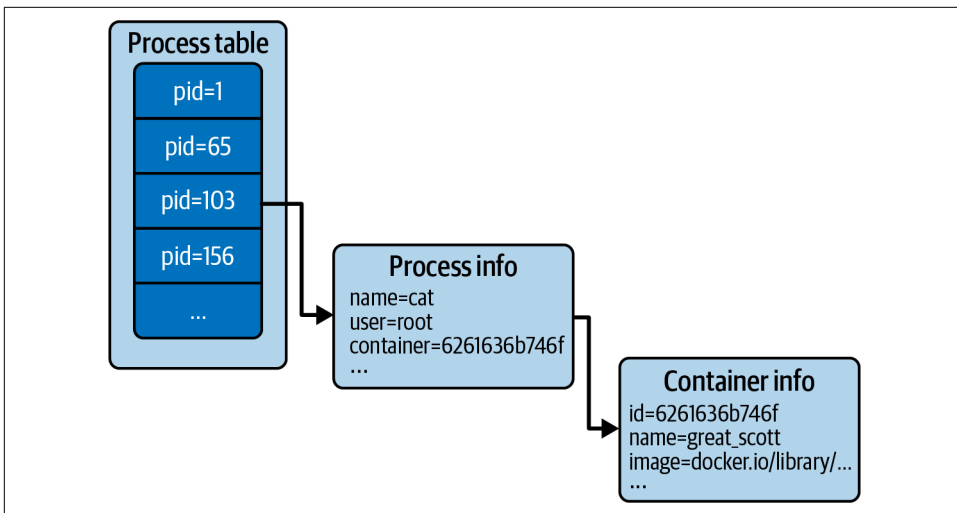 Process table
pid=1
pid=65
pid=103
pid=156
...
Process info
name=cat
user=root
container=6261636b746f
...
Container info
id=6261636b746f
name=great_scott
image=docker.io/library/...
...